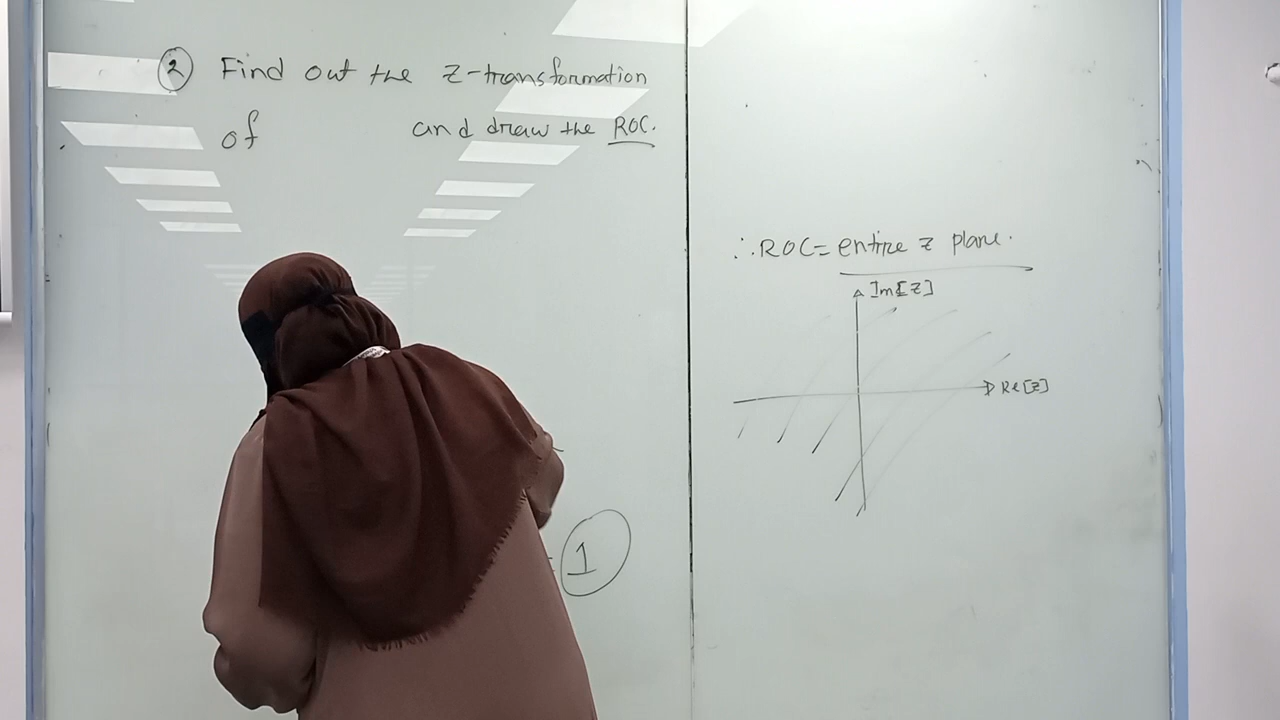 ② Find out the z-transformation
of and draw the ROC.
= 1
∴ ROC = entire z plane.
Im[z]
Re[z]